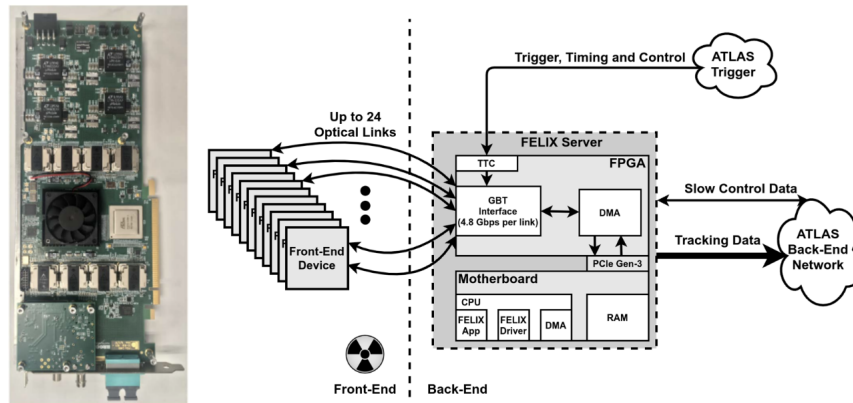 Trigger, Timing and Control
ATLAS
Trigger
Up to 24
Optical Links
FELIX Server
FPGA
TTC
GBT
Interface
(4.8 Gbps per link)
DMA
Slow Control Data
ATLAS
Back-End
Network
Tracking Data
Front-End
Device
PCIe Gen-3
Motherboard
CPU
FELIX
App
FELIX
Driver
DMA
RAM
Front-End
Back-End